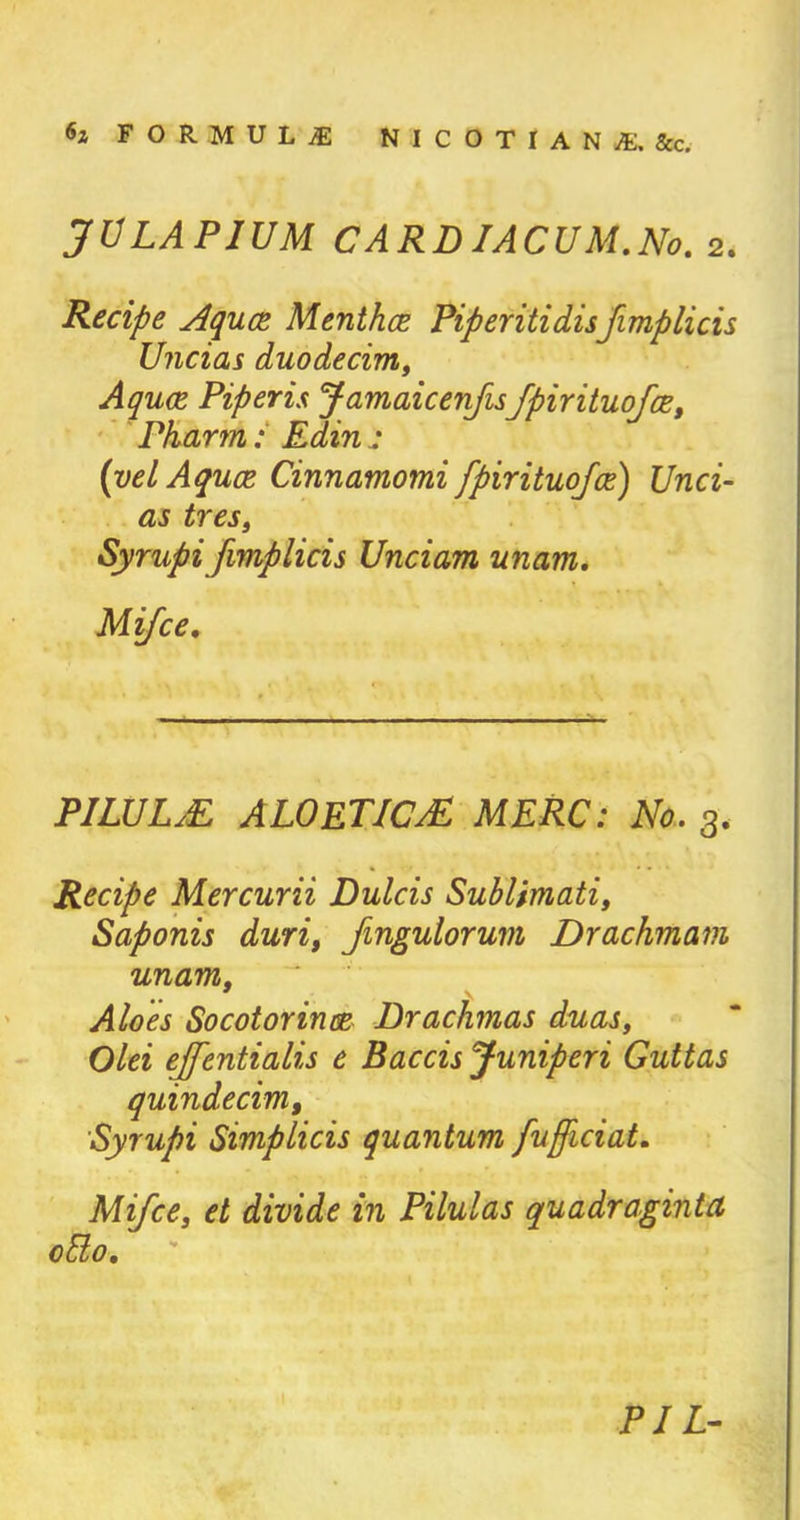 62 FORMULÆ NICOTIANÆ. &c.
JULAPIUM CARDIACUM. No. 2.
Recipe Aquæ Menthæ Piperitidis ſimplicis
Uncias duodecim,
Aquæ Piperis Jamaicenſis ſpirituoſæ,
Pharm: Edin:
(vel Aquæ Cinnamomi ſpirituoſæ) Unci-
as tres,
Syrupi ſimplicis Unciam unam.
Miſce.
PILULÆ ALOETICÆ MERC: No. 3.
Recipe Mercurii Dulcis Sublimati,
Saponis duri, ſingulorum Drachmam
unam,
Aloës Socotorinæ Drachmas duas,
Olei eſſentialis e Baccis Juniperi Guttas
quindecim,
Syrupi Simplicis quantum ſufficiat.
Miſce, et divide in Pilulas quadraginta
octo.
PIL-